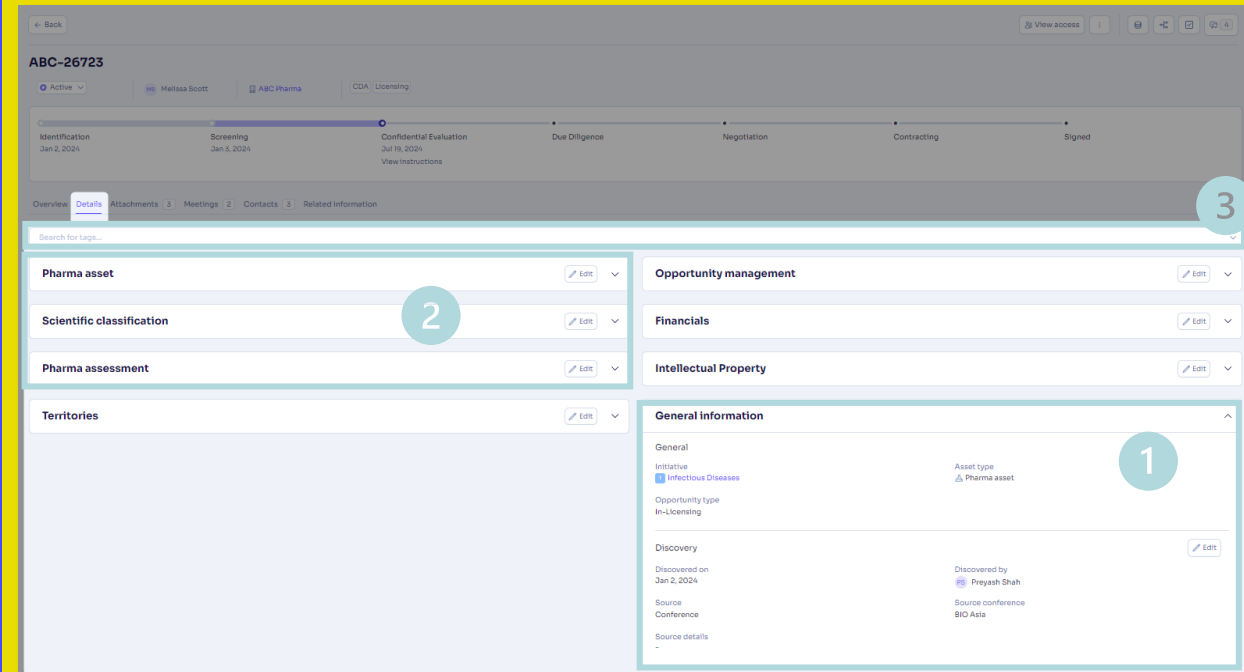 ← Back
View access
4
ABC-26723
Active
MS Melissa Scott
ABC Pharma
CDA Licensing
Identification
Jan 2, 2024
Screening
Jan 3, 2024
Confidential Evaluation
Jul 19, 2024
View instructions
Due Diligence
Negotiation
Contracting
Signed
Overview Details Attachments 3 Meetings 2 Contacts 3 Related Information
3
Search for tags...
Pharma asset
Edit
Opportunity management
Edit
2
Scientific classification
Edit
Financials
Edit
Pharma assessment
Edit
Intellectual Property
Edit
Territories
Edit
General information
1
General
Initiative
I Infectious Diseases
Asset type
Pharma asset
Opportunity type
In-Licensing
Discovery
Edit
Discovered on
Jan 2, 2024
Discovered by
PS Preyash Shah
Source
Conference
Source conference
BIO Asia
Source details
-